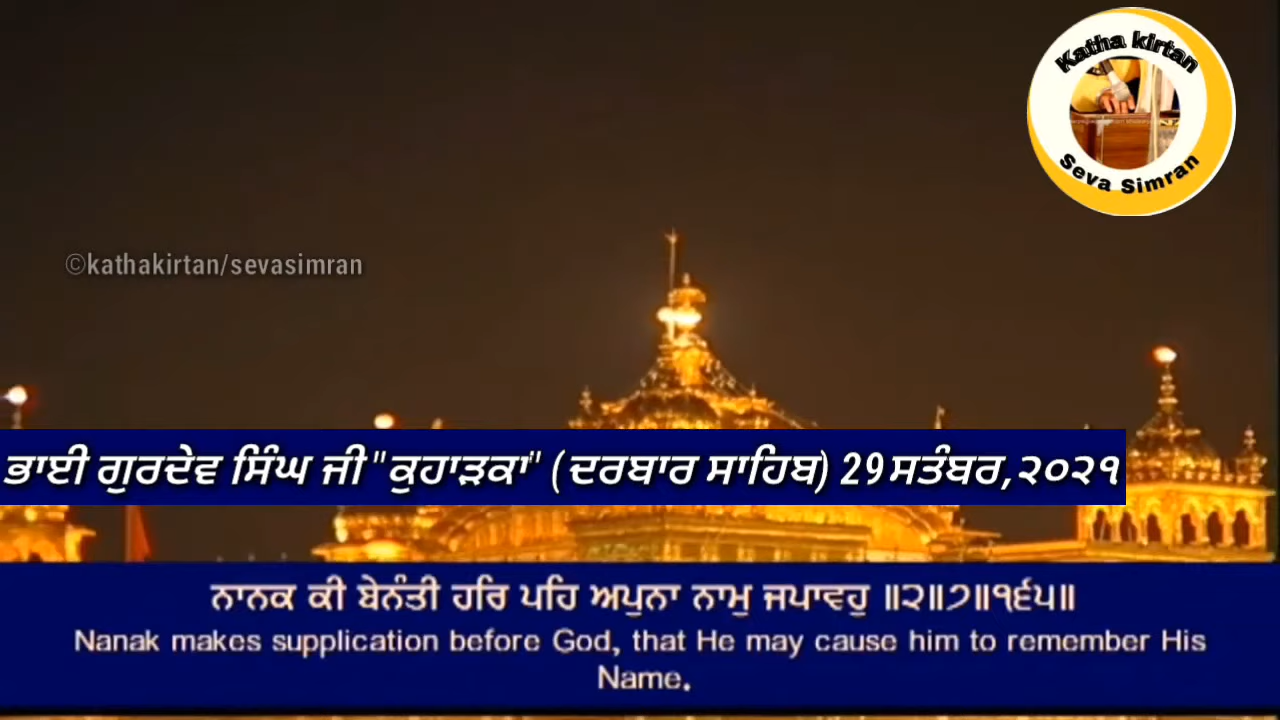 Katha kirtan
Seva Simran
©kathakirtan/sevasimran
ਭਾਈ ਗੁਰਦੇਵ ਸਿੰਘ ਜੀ "ਕੁਹਾੜਕਾ" (ਦਰਬਾਰ ਸਾਹਿਬ) 29 ਸਤੰਬਰ, ੨੦੨੧
ਨਾਨਕ ਕੀ ਬੇਨੰਤੀ ਹਰਿ ਪਹਿ ਅਪੁਨਾ ਨਾਮੁ ਜਪਾਵਹੁ ॥੨॥੭॥੧੬੫॥
Nanak makes supplication before God, that He may cause him to remember His
Name.